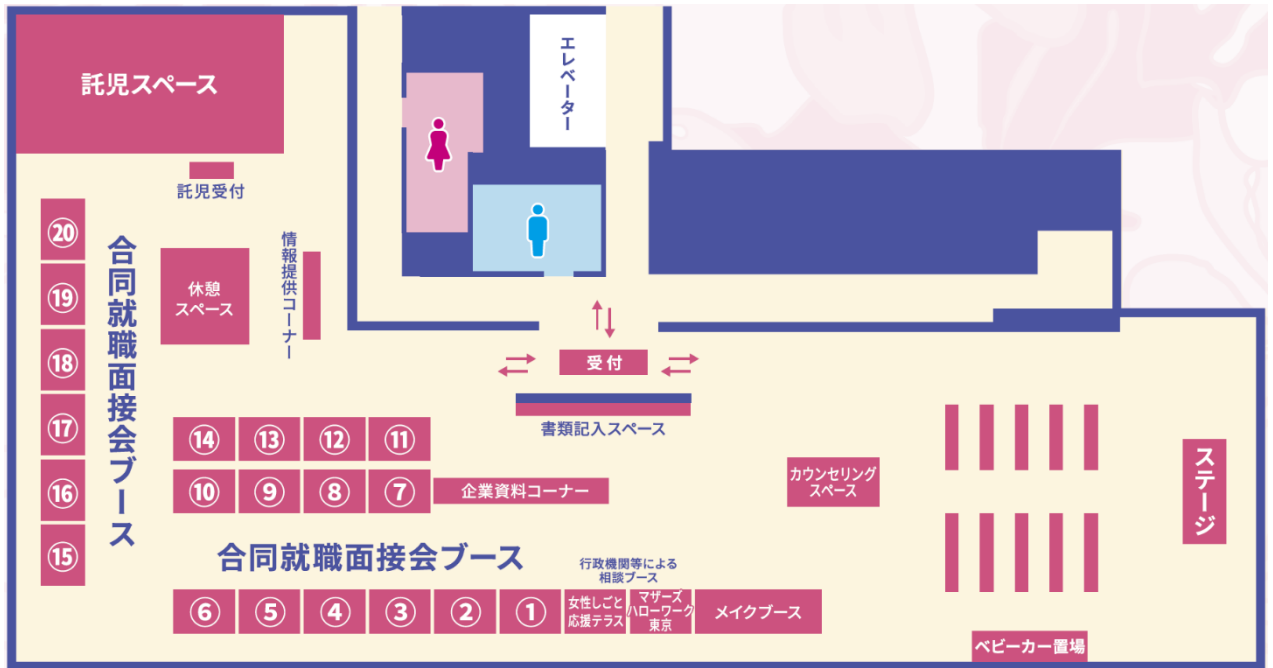 託児スペース
エレベーター
託児受付
⑳
⑲
⑱
⑰
⑯
⑮
合同就職面接会ブース
休憩
スペース
情報提供コーナー
受付
書類記入スペース
⑭
⑬
⑫
⑪
⑩
⑨
⑧
⑦
企業資料コーナー
カウンセリング
スペース
ステージ
合同就職面接会ブース
行政機関等による
相談ブース
⑥
⑤
④
③
②
①
女性しごと
応援テラス
マザーズ
ハローワーク
東京
メイクブース
ベビーカー置場